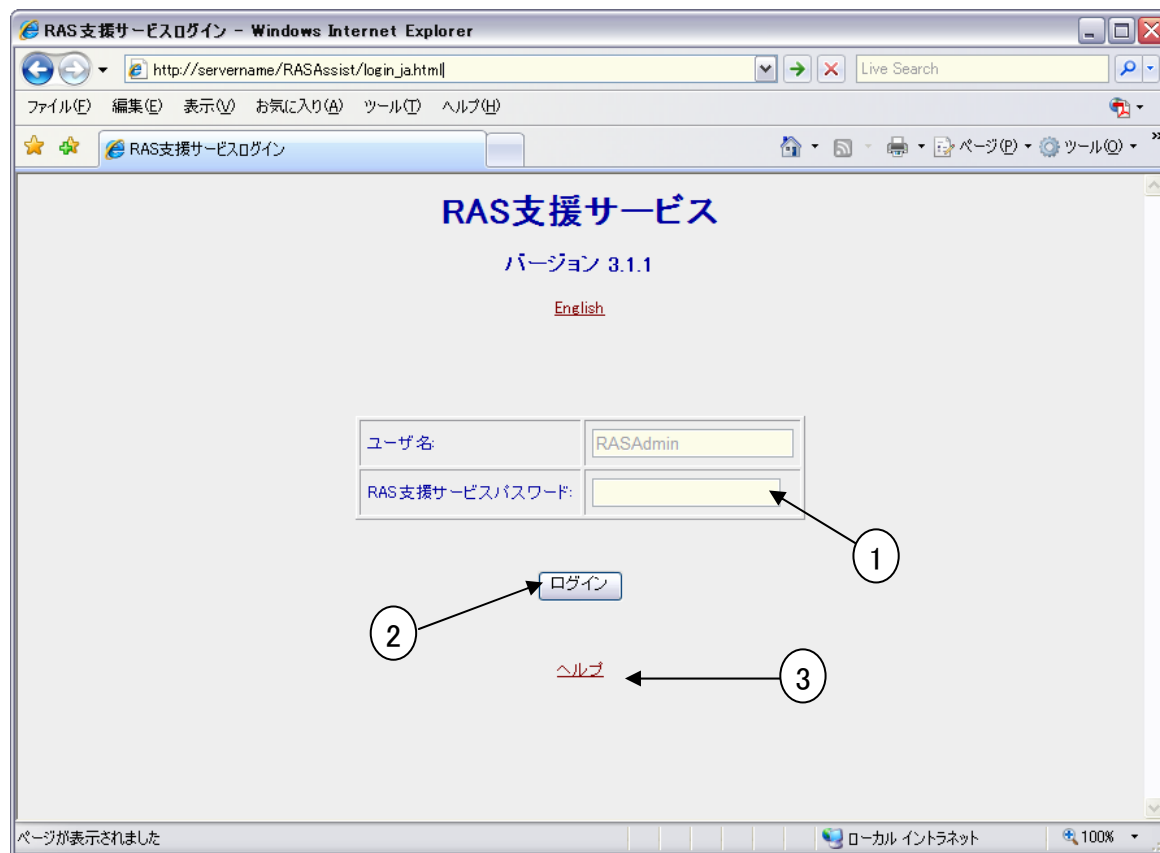 RAS支援サービスログイン - Windows Internet Explorer
http://servername/RASAssist/login_ja.html
Live Search
ファイル(F) 編集(E) 表示(V) お気に入り(A) ツール(T) ヘルプ(H)
RAS支援サービスログイン
ページ(P) ツール(O) »
RAS支援サービス
バージョン 3.1.1
English
ユーザ名: RASAdmin
RAS支援サービスパスワード:
1
ログイン
2
ヘルプ
3
ページが表示されました ローカル イントラネット 100%